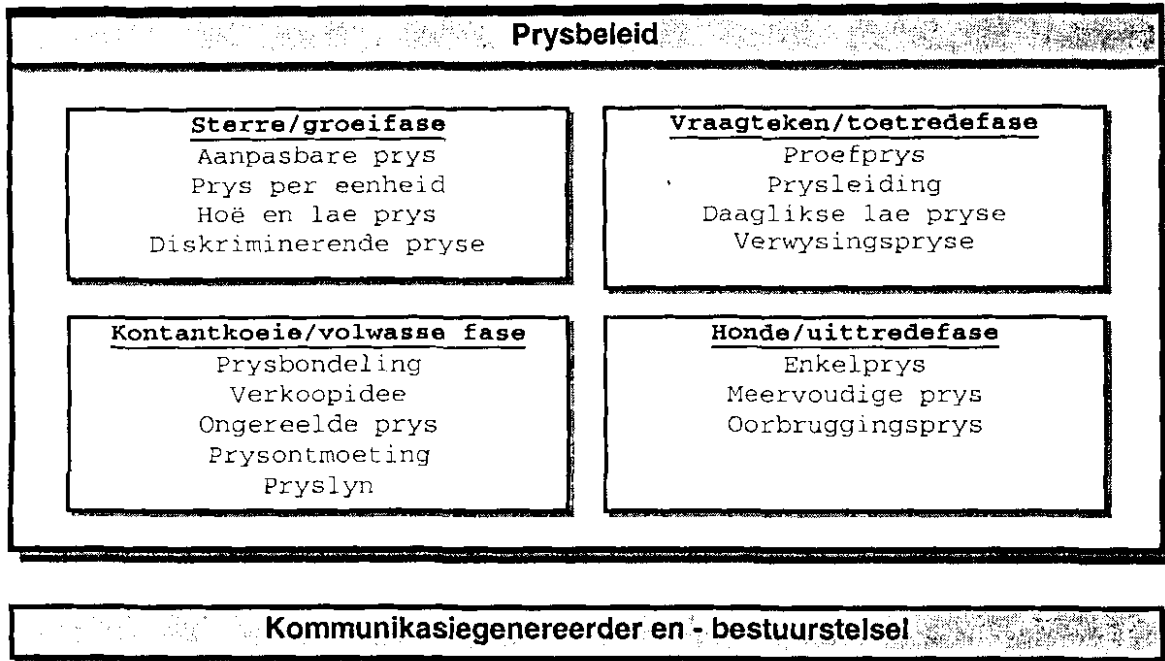 Prysbeleid
Sterre/groeifase
Aanpasbare prys
Prys per eenheid
Hoë en lae prys
Diskriminerende pryse
Vraagteken/toetredefase
Proefprys
Prysleiding
Daaglikse lae pryse
Verwysingspryse
Kontantkoeie/volwasse fase
Prysbondeling
Verkoopidee
Ongereelde prys
Prysontmoeting
Pryslyn
Honde/uittredefase
Enkelprys
Meervoudige prys
Oorbruggingsprys
Kommunikasiegenereerder en - bestuurstelsel